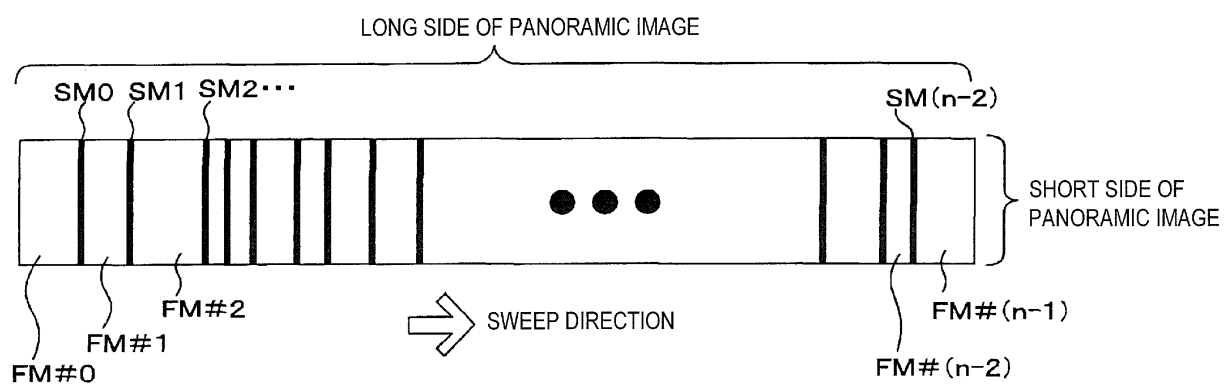 LONG SIDE OF PANORAMIC IMAGE
SM0 SM1 SM2••• SM(n-2)
SHORT SIDE OF
PANORAMIC IMAGE
FM#0 FM#1 FM#2 FM#(n-2) FM#(n-1)
SWEEP DIRECTION